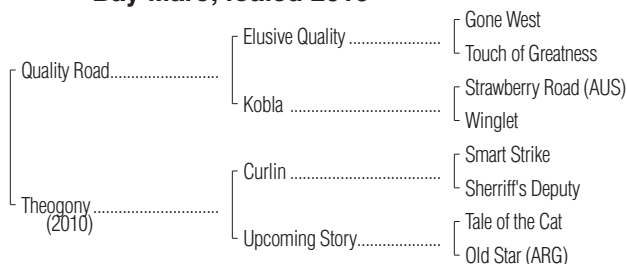 Bay Mare; foaled
Gone West
Elusive Quality ......................
Touch of Greatness
Quality Road..........................
Strawberry Road (AUS)
Kobla ....................................
Winglet
Smart Strike
Curlin ....................................
Sherriff's Deputy
Theogony..............................
(2010)
Tale of the Cat
Upcoming Story....................
Old Star (ARG)